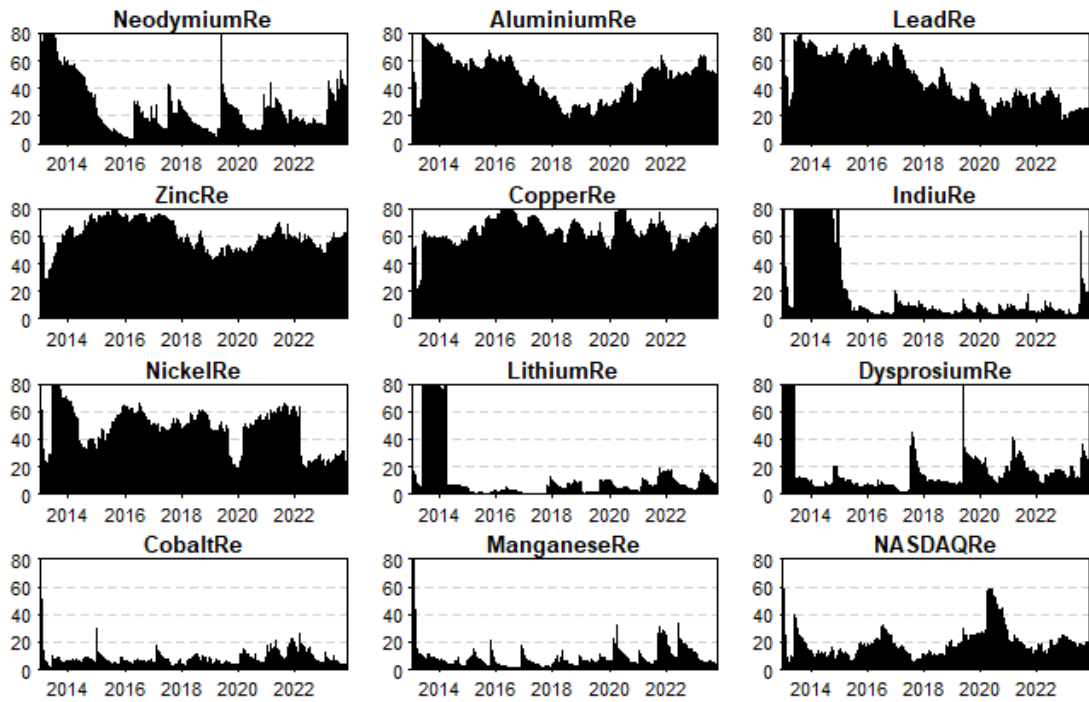 NeodymiumRe AluminiumRe LeadRe
80 80 80
60 60 60
40 40 40
20 20 20
0 0 0
2014 2016 2018 2020 2022 2014 2016 2018 2020 2022 2014 2016 2018 2020 2022
ZincRe CopperRe IndiuRe
80 80 80
60 60 60
40 40 40
20 20 20
0 0 0
2014 2016 2018 2020 2022 2014 2016 2018 2020 2022 2014 2016 2018 2020 2022
NickelRe LithiumRe DysprosiumRe
80 80 80
60 60 60
40 40 40
20 20 20
0 0 0
2014 2016 2018 2020 2022 2014 2016 2018 2020 2022 2014 2016 2018 2020 2022
CobaltRe ManganeseRe NASDAQRe
80 80 80
60 60 60
40 40 40
20 20 20
0 0 0
2014 2016 2018 2020 2022 2014 2016 2018 2020 2022 2014 2016 2018 2020 2022